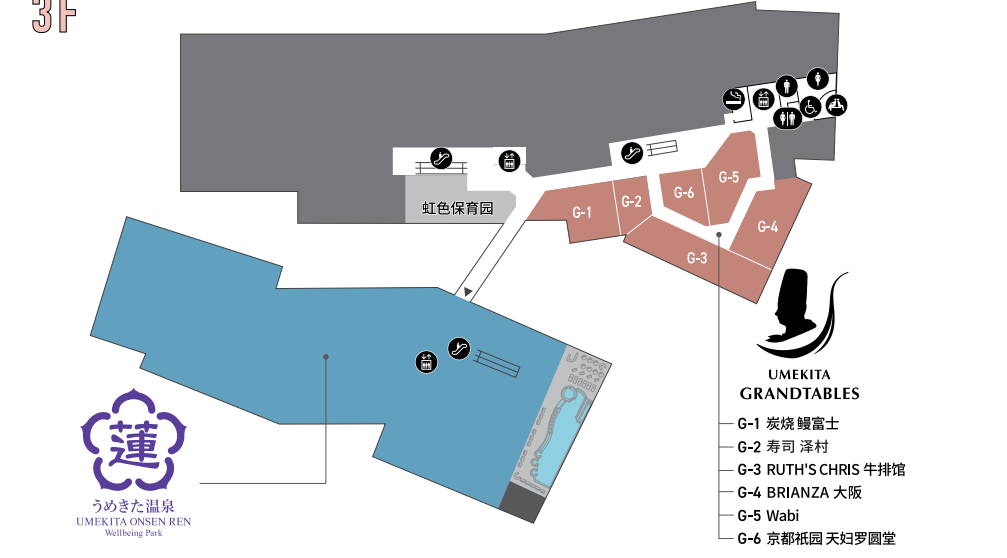 3F
虹色保育园
G-1
G-2
G-6
G-5
G-4
G-3
蓮
うめきた温泉
UMEKITA ONSEN REN
Wellbeing Park
UMEKITA
GRANDTABLES
G-1 炭烧 鳗富士
G-2 寿司 泽村
G-3 RUTH'S CHRIS 牛排馆
G-4 BRIANZA 大阪
G-5 Wabi
G-6 京都祇园 天妇罗圆堂